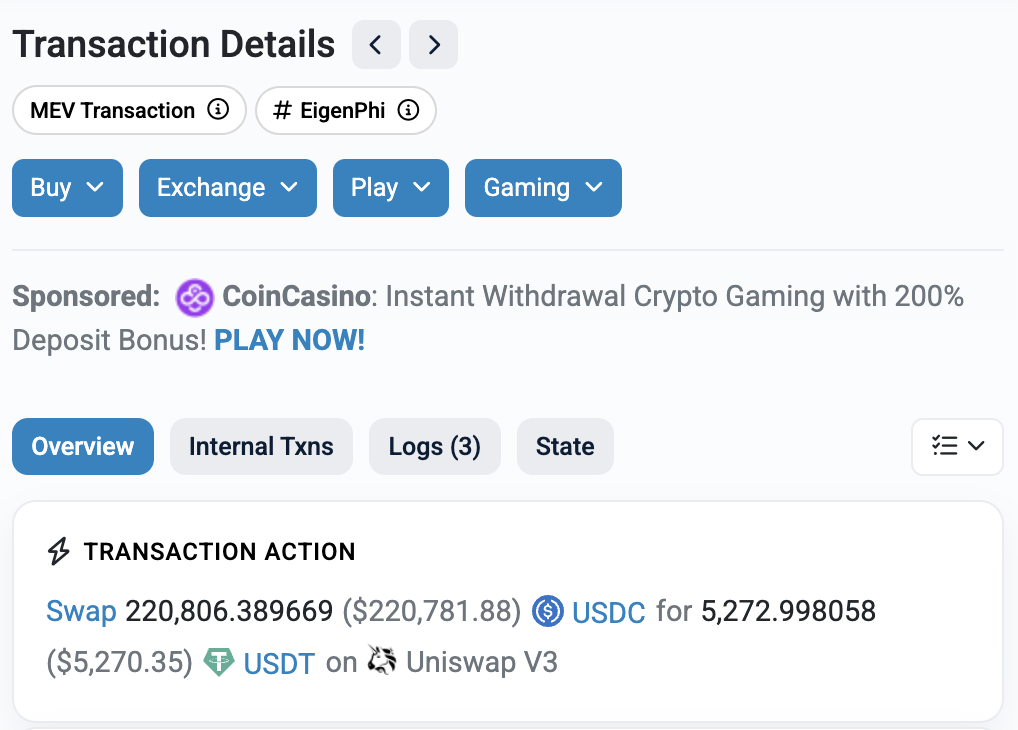 Transaction Details
MEV Transaction
# EigenPhi
Buy
Exchange
Play
Gaming
Sponsored: CoinCasino: Instant Withdrawal Crypto Gaming with 200%
Deposit Bonus! PLAY NOW!
Overview
Internal Txns
Logs (3)
State
TRANSACTION ACTION
Swap 220,806.389669 ($220,781.88) USDC for 5,272.998058
($5,270.35) USDT on Uniswap V3